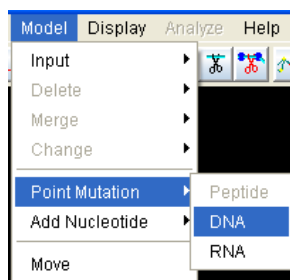 Model Display Analyze Help
Input
Delete
Merge
Change
Point Mutation Peptide
Add Nucleotide DNA
Move RNA